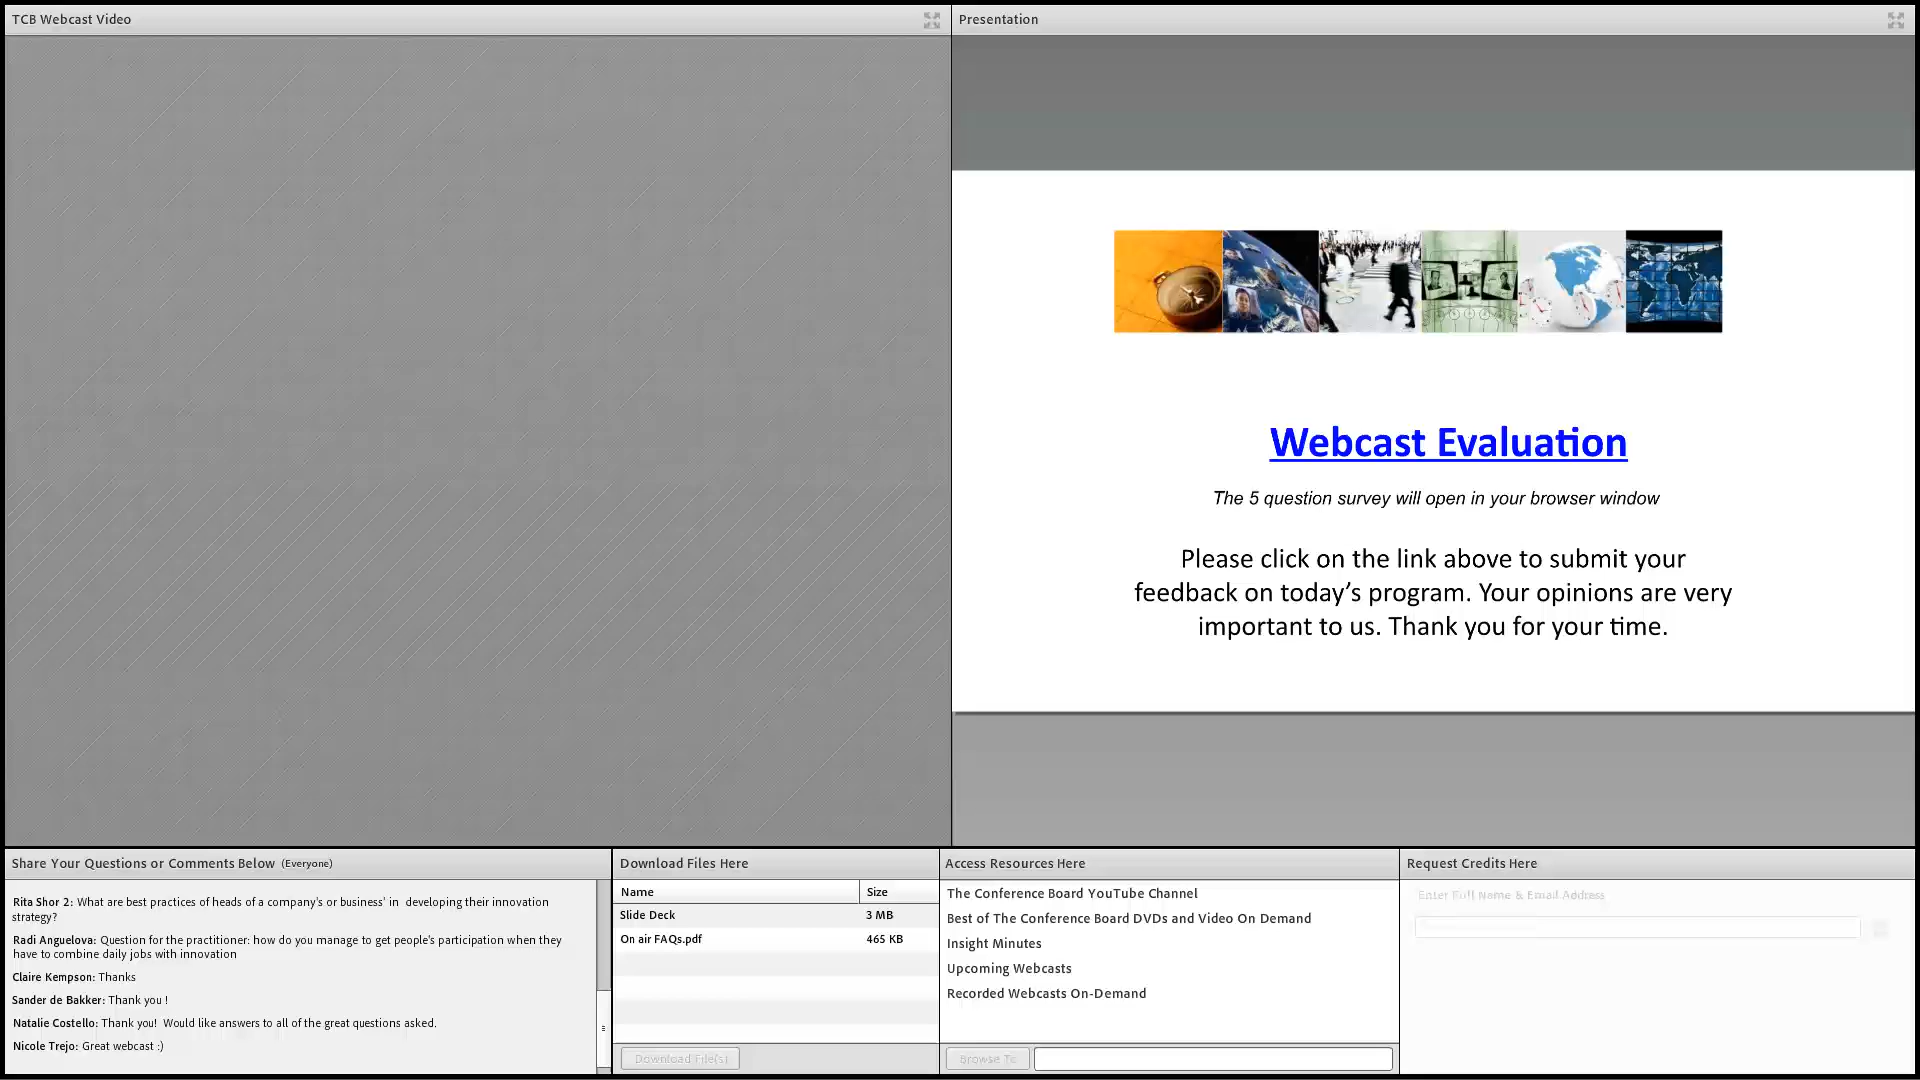 TCB Webcast Video
Presentation
Webcast Evaluation
The 5 question survey will open in your browser window
Please click on the link above to submit your
feedback on today’s program. Your opinions are very
important to us. Thank you for your time.
Share Your Questions or Comments Below (Everyone)
Rita Shor 2: What are best practices of heads of a company's or business' in developing their innovation
strategy?
Radi Anguelova: Question for the practitioner: how do you manage to get people's participation when they
have to combine daily jobs with innovation
Claire Kempson: Thanks
Sander de Bakker: Thank you !
Natalie Costello: Thank you! Would like answers to all of the great questions asked.
Nicole Trejo: Great webcast :)
Download Files Here
Name Size
Slide Deck 3 MB
On air FAQs.pdf 465 KB
Download File(s)
Access Resources Here
The Conference Board YouTube Channel
Best of The Conference Board DVDs and Video On Demand
Insight Minutes
Upcoming Webcasts
Recorded Webcasts On-Demand
Browse To
Request Credits Here
Enter Full Name & Email Address